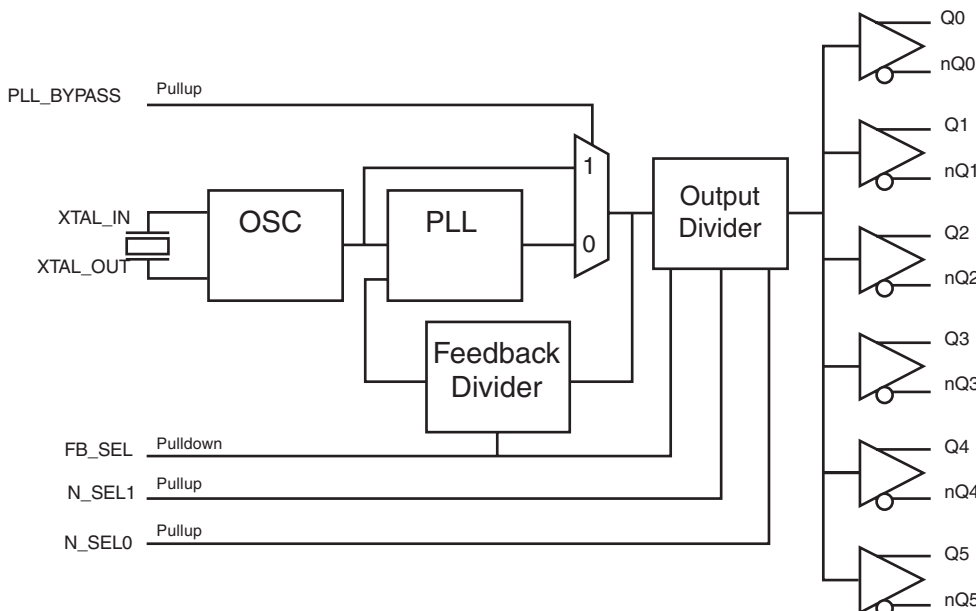 PLL_BYPASS
Pullup
XTAL_IN
XTAL_OUT
OSC
PLL
1
0
Output
Divider
Feedback
Divider
FB_SEL
Pulldown
N_SEL1
Pullup
N_SEL0
Pullup
Q0
nQ0
Q1
nQ1
Q2
nQ2
Q3
nQ3
Q4
nQ4
Q5
nQ5